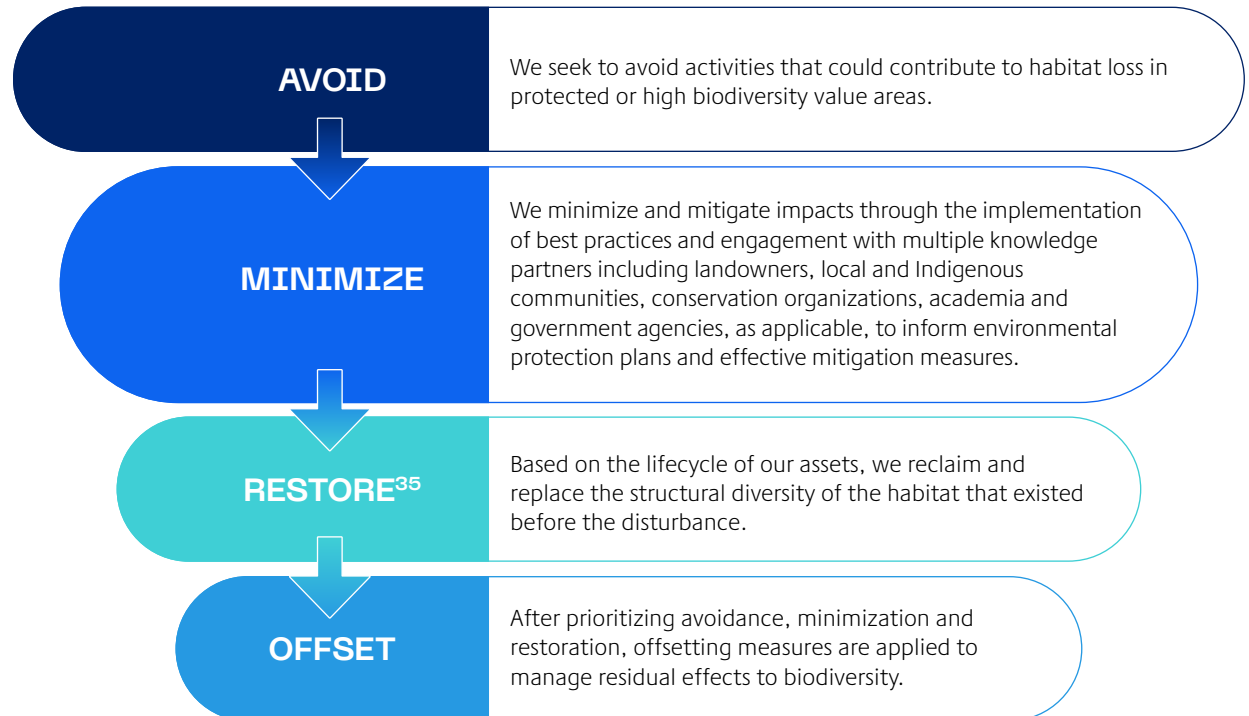 AVOID
We seek to avoid activities that could contribute to habitat loss in
protected or high biodiversity value areas.
MINIMIZE
We minimize and mitigate impacts through the implementation
of best practices and engagement with multiple knowledge
partners including landowners, local and Indigenous
communities, conservation organizations, academia and
government agencies, as applicable, to inform environmental
protection plans and effective mitigation measures.
RESTORE³⁵
Based on the lifecycle of our assets, we reclaim and
replace the structural diversity of the habitat that existed
before the disturbance.
OFFSET
After prioritizing avoidance, minimization and
restoration, offsetting measures are applied to
manage residual effects to biodiversity.